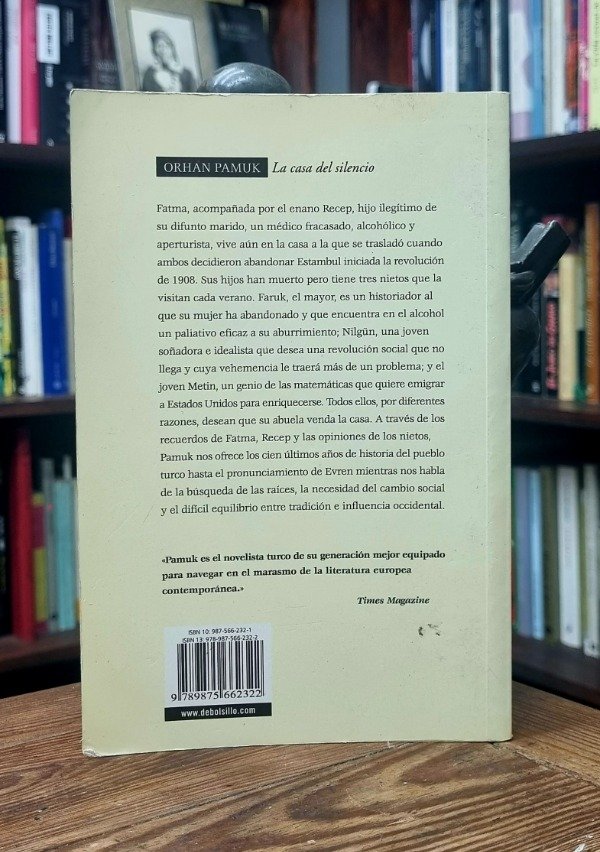 ORHAN PAMUK La casa del silencio
Fatma, acompañada por el enano Recep, hijo ilegítimo de
su difunto marido, un médico fracasado, alcohólico y
aperturista, vive aún en la casa a la que se trasladó cuando
ambos decidieron abandonar Estambul iniciada la revolución
de 1908. Sus hijos han muerto pero tiene tres nietos que la
visitan cada verano. Faruk, el mayor, es un historiador al
que su mujer ha abandonado y que encuentra en el alcohol
un paliativo eficaz a su aburrimiento; Nilgün, una joven
soñadora e idealista que desea una revolución social que no
llega y cuya vehemencia le traerá más de un problema; y el
joven Metin, un genio de las matemáticas que quiere emigrar
a Estados Unidos para enriquecerse. Todos ellos, por diferentes
razones, desean que su abuela venda la casa. A través de los
recuerdos de Fatma, Recep y las opiniones de los nietos,
Pamuk nos ofrece los cien últimos años de historia del pueblo
turco hasta el pronunciamiento de Evren mientras nos habla
de la búsqueda de las raíces, la necesidad del cambio social
y el difícil equilibrio entre tradición e influencia occidental.
«Pamuk es el novelista turco de su generación mejor equipado
para navegar en el marasmo de la literatura europea
contemporánea.»
Times Magazine
ISBN 10: 987-566-232-1
ISBN 13: 978-987-566-232-2
9 789875 662322
www.debolsillo.com